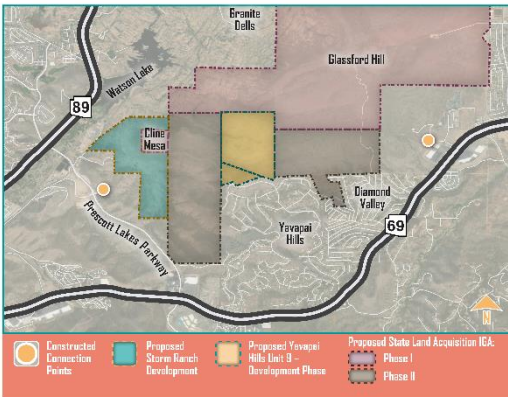 Granite
Dells
Glassford Hill
Watson Lake
89
Cline
Mesa
Prescott Lakes Parkway
Diamond
Valley
Yavapai
Hills
69
N
Constructed
Connection
Points
Proposed
Storm Ranch
Development
Proposed Yavapai
Hills Unit 9 –
Development Phase
Proposed State Land Acquisition IGA:
Phase I
Phase II